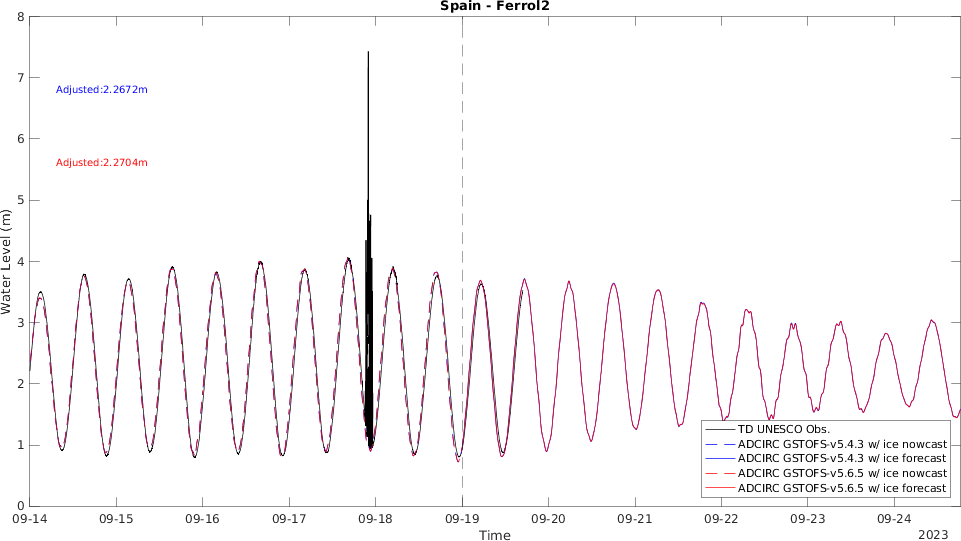 Spain - Ferrol2
8
7
6
5
4
3
2
1
0
Water Level (m)
Adjusted:2.2672m
Adjusted:2.2704m
TD UNESCO Obs.
ADCIRC GSTOFS-v5.4.3 w/ ice nowcast
ADCIRC GSTOFS-v5.4.3 w/ ice forecast
ADCIRC GSTOFS-v5.6.5 w/ ice nowcast
ADCIRC GSTOFS-v5.6.5 w/ ice forecast
09-14 09-15 09-16 09-17 09-18 09-19 09-20 09-21 09-22 09-23 09-24
Time
2023